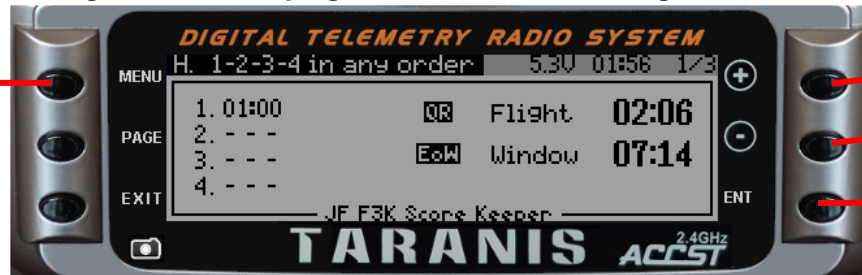 DIGITAL TELEMETRY RADIO SYSTEM
MENU
H. 1-2-3-4 in any order 5.30 01:56 1/3
1. 01:00 QR Flight 02:06
PAGE
2. - - -
3. - - - EoW Window 07:14
EXIT
4. - - -
ENT
JF F3K Score Keeper
TARANIS ACCST 2.4GHz